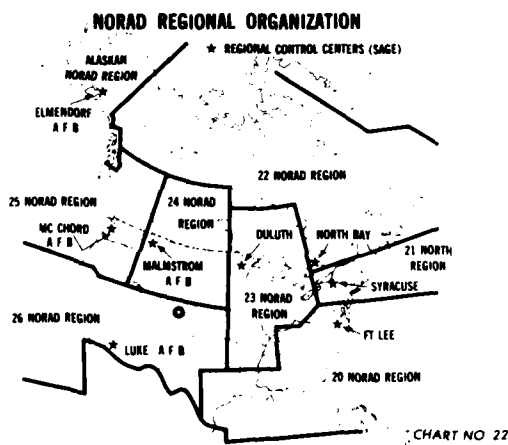 NORAD REGIONAL ORGANIZATION
★ REGIONAL CONTROL CENTERS (SAGE)
ALASKAN
NORAD REGION
ELMENDORF
A F B
22 NORAD REGION
25 NORAD REGION
24 NORAD
REGION
MC CHORD
A F B
DULUTH
NORTH BAY
21 NORTH
REGION
MALMSTROM
A F B
SYRACUSE
23 NORAD
REGION
26 NORAD REGION
FT LEE
LUKE A F B
20 NORAD REGION
CHART NO 22